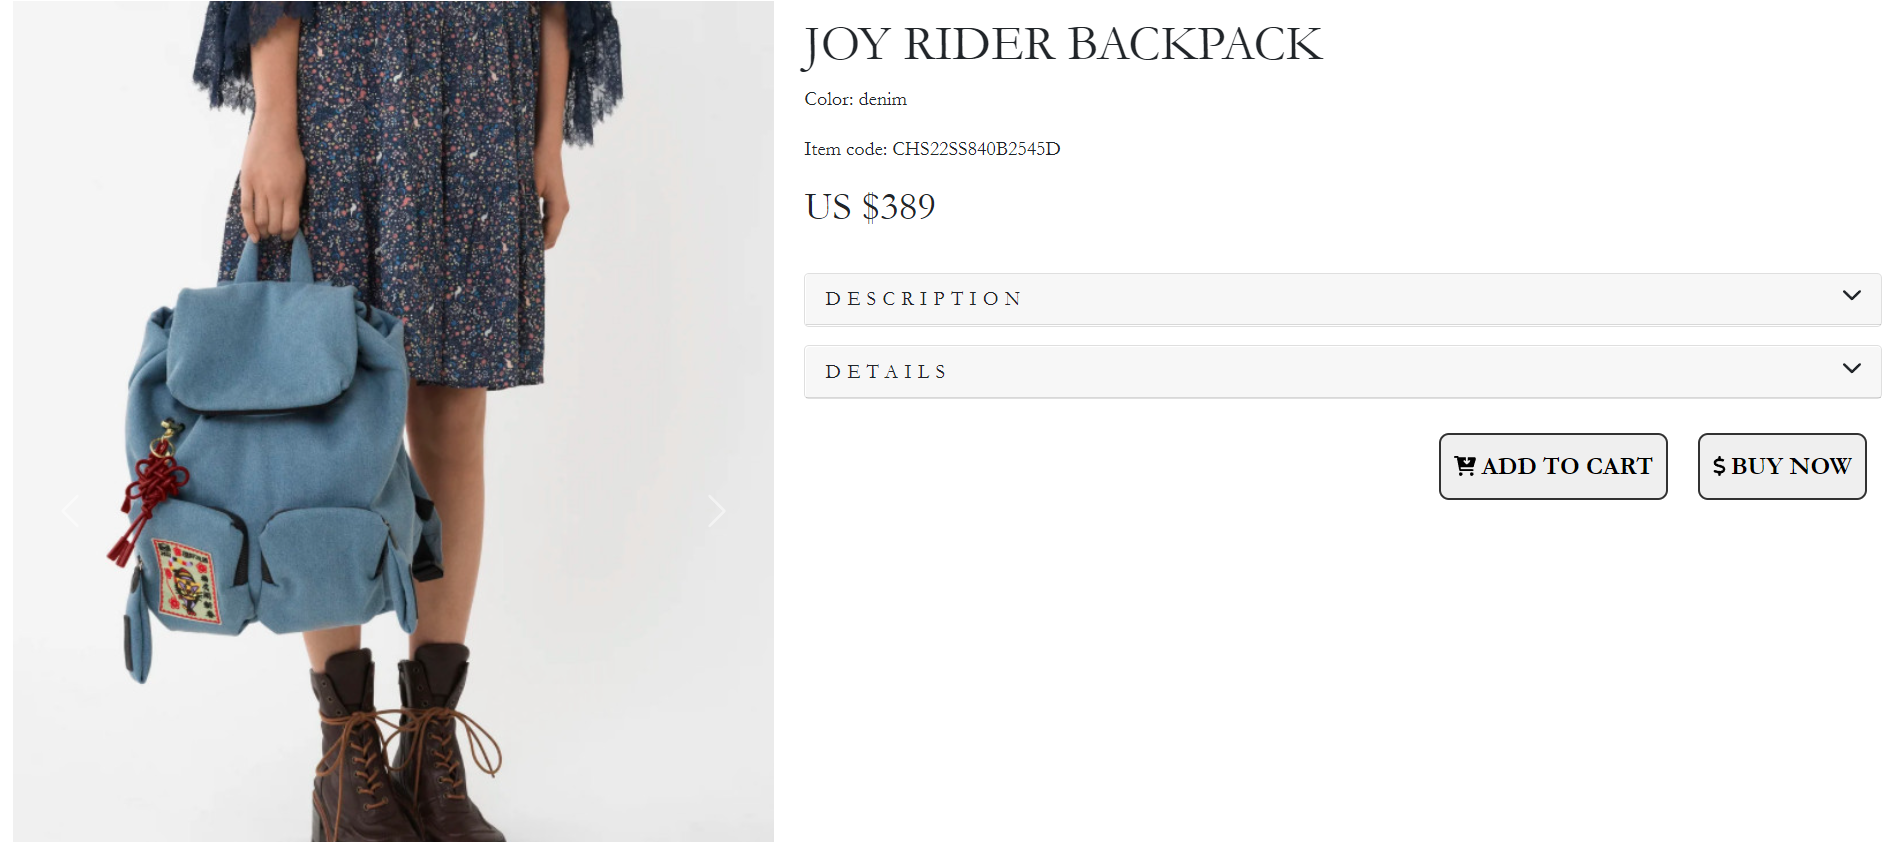 JOY RIDER BACKPACK
Color: denim
Item code: CHS22SS840B2545D
US $389
DESCRIPTION
DETAILS
ADD TO CART
$ BUY NOW